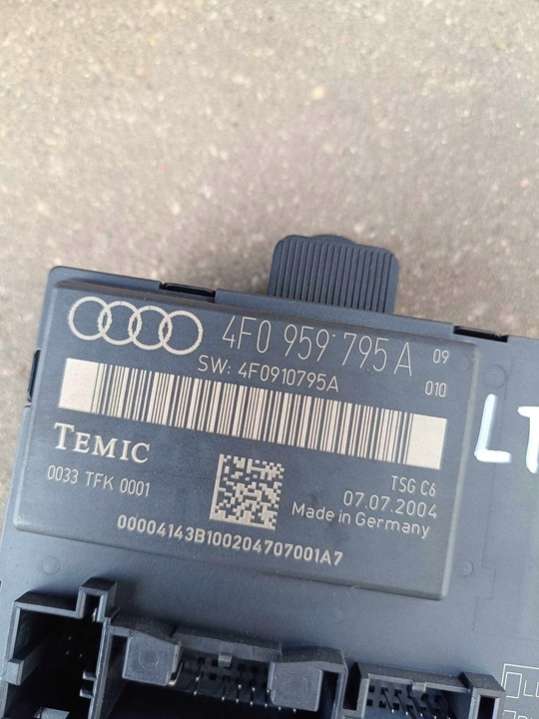 4F0 959 795 A 09
SW: 4F0910795A 010
TEMIC
TSG C6
0033 TFK 0001
07.07.2004
Made in Germany
00004143B100204707001A7
LT